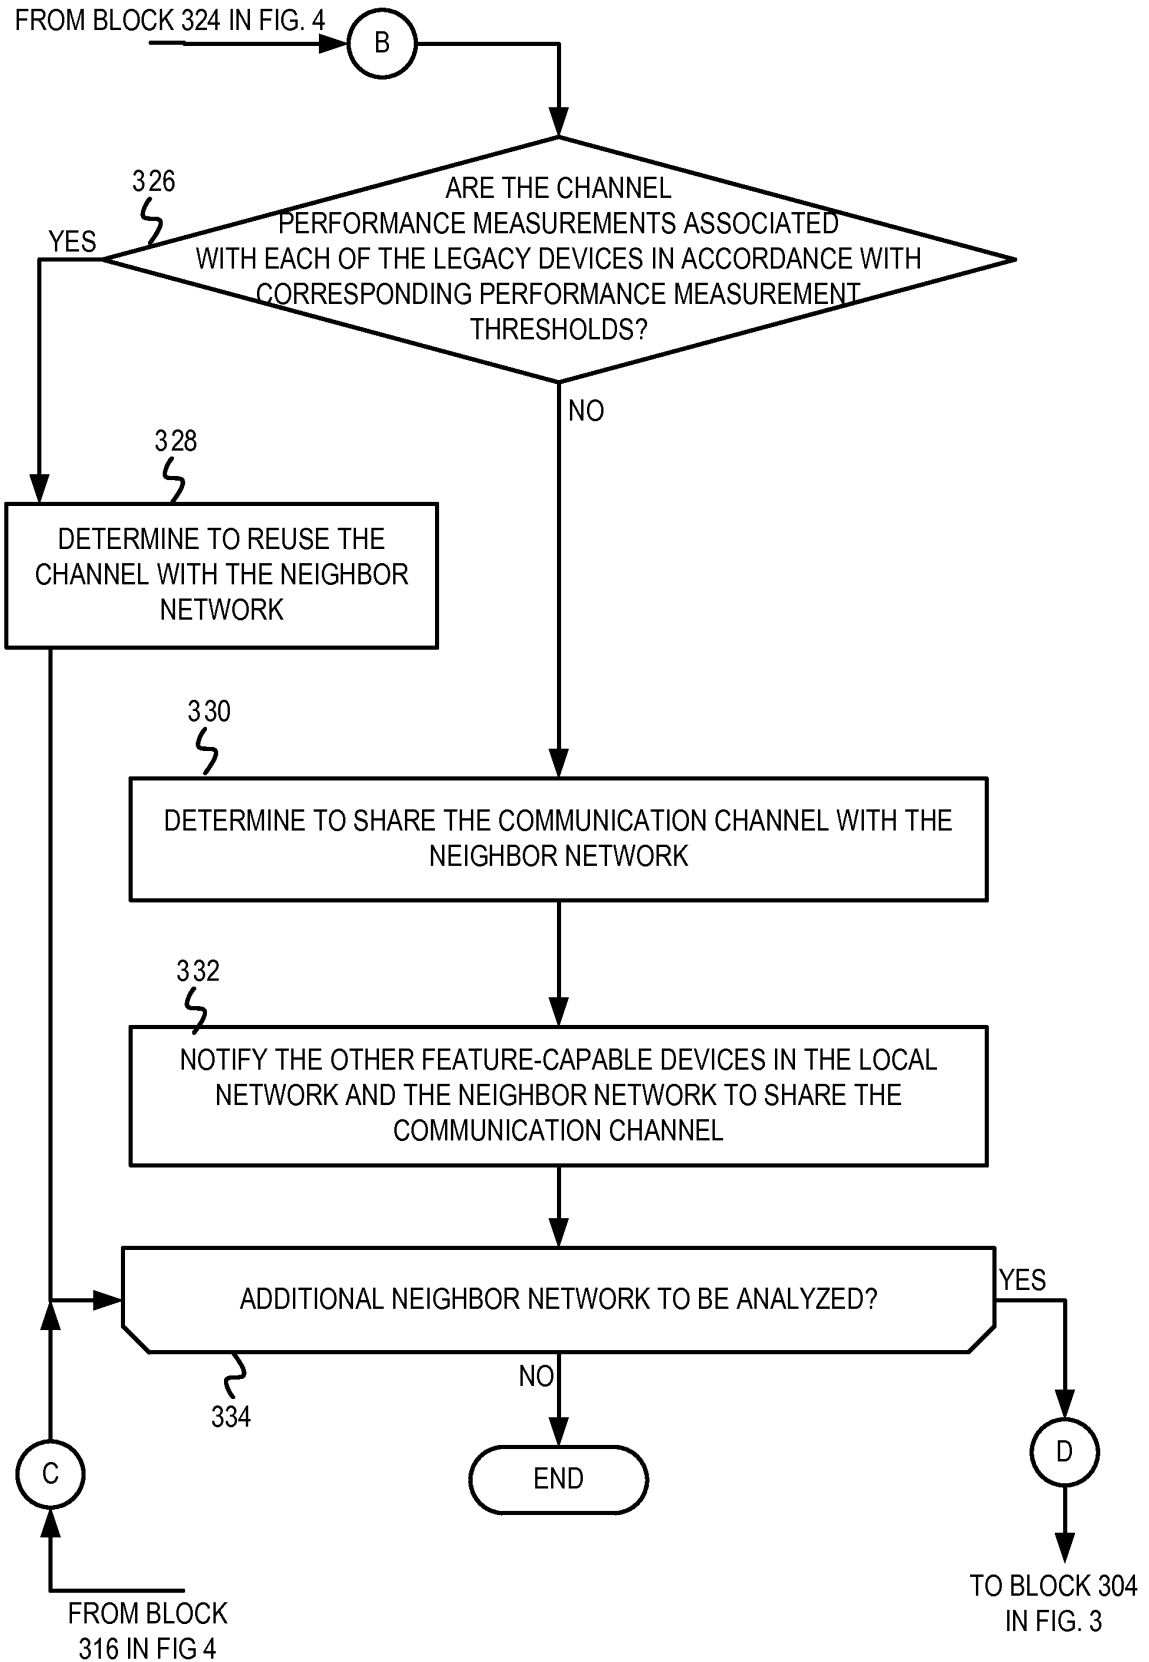 FROM BLOCK 324 IN FIG. 4
B
326
YES
ARE THE CHANNEL
PERFORMANCE MEASUREMENTS ASSOCIATED
WITH EACH OF THE LEGACY DEVICES IN ACCORDANCE WITH
CORRESPONDING PERFORMANCE MEASUREMENT
THRESHOLDS?
NO
328
DETERMINE TO REUSE THE
CHANNEL WITH THE NEIGHBOR
NETWORK
330
DETERMINE TO SHARE THE COMMUNICATION CHANNEL WITH THE
NEIGHBOR NETWORK
332
NOTIFY THE OTHER FEATURE-CAPABLE DEVICES IN THE LOCAL
NETWORK AND THE NEIGHBOR NETWORK TO SHARE THE
COMMUNICATION CHANNEL
ADDITIONAL NEIGHBOR NETWORK TO BE ANALYZED?
YES
NO
334
C
END
D
FROM BLOCK
316 IN FIG 4
TO BLOCK 304
IN FIG. 3